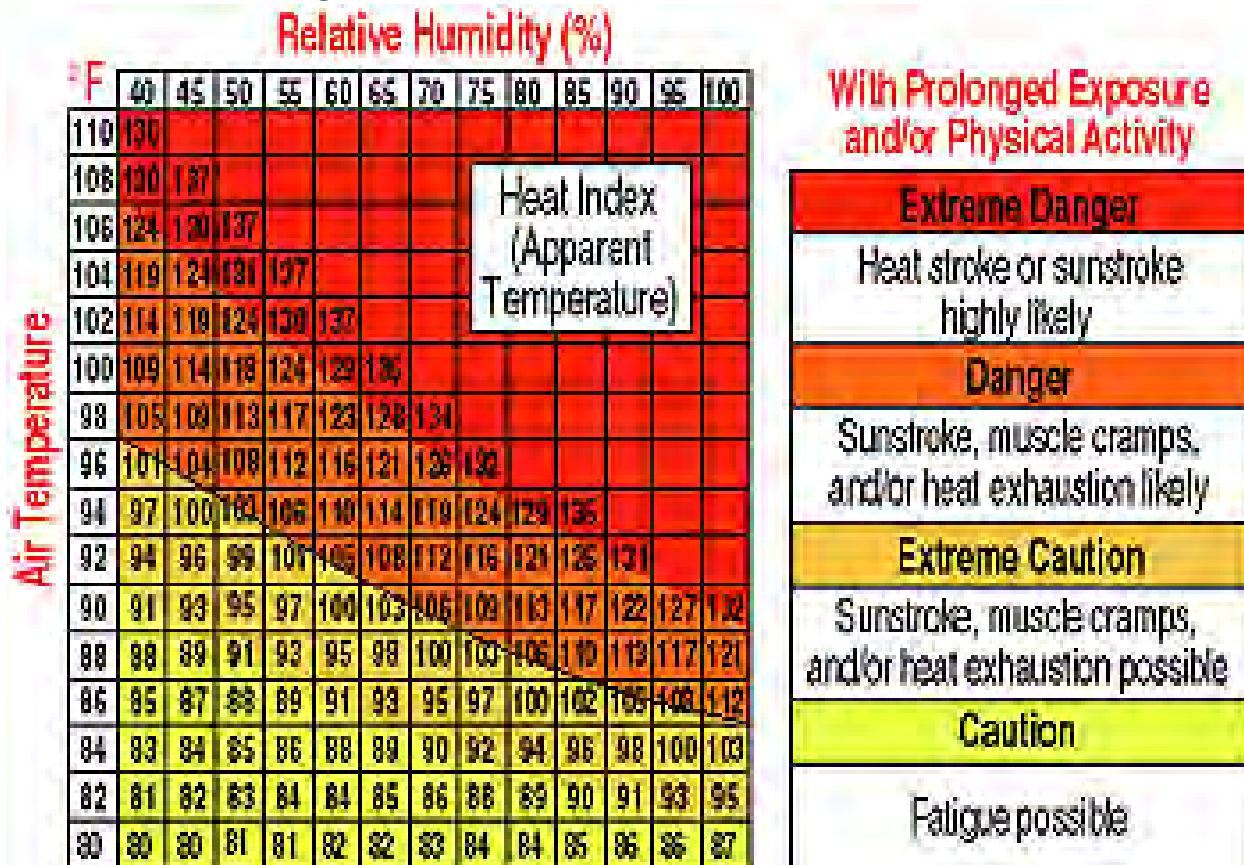 Relative Humidity (%)
°F 40 45 50 55 60 65 70 75 80 85 90 95 100
110 136
108 130 137
106 124 130 137
104 119 124 131 137
102 114 119 124 130 137
100 109 114 118 124 129 136
98 105 109 113 117 123 128 134
96 101 104 108 112 116 121 126 132
94 97 100 103 106 110 114 119 124 129 135
92 94 96 99 101 105 108 112 116 121 126 131
90 91 93 95 97 100 103 106 109 113 117 122 127 132
88 88 89 91 93 95 98 100 103 106 110 113 117 121
86 85 87 88 89 91 93 95 97 100 102 105 108 112
84 83 84 85 86 88 89 90 92 94 96 98 100 103
82 81 82 83 84 84 85 86 88 89 90 91 93 95
80 80 80 81 81 82 82 83 84 84 85 86 86 87
Air Temperature
Heat Index
(Apparent
Temperature)
With Prolonged Exposure
and/or Physical Activity
Extreme Danger
Heat stroke or sunstroke
highly likely
Danger
Sunstroke, muscle cramps,
and/or heat exhaustion likely
Extreme Caution
Sunstroke, muscle cramps,
and/or heat exhaustion possible
Caution
Fatigue possible